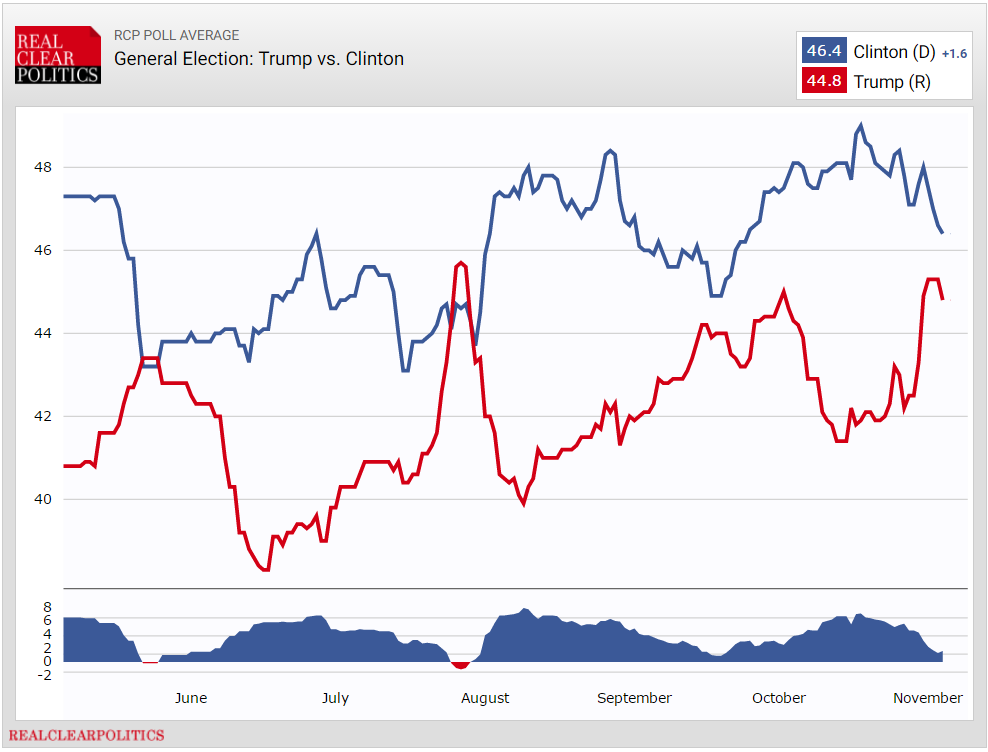 REAL
CLEAR
POLITICS
RCP POLL AVERAGE
General Election: Trump vs. Clinton
46.4 Clinton (D) +1.6
44.8 Trump (R)
48
46
44
42
40
8
6
4
2
0
-2
June July August September October November
REALCLEARPOLITICS